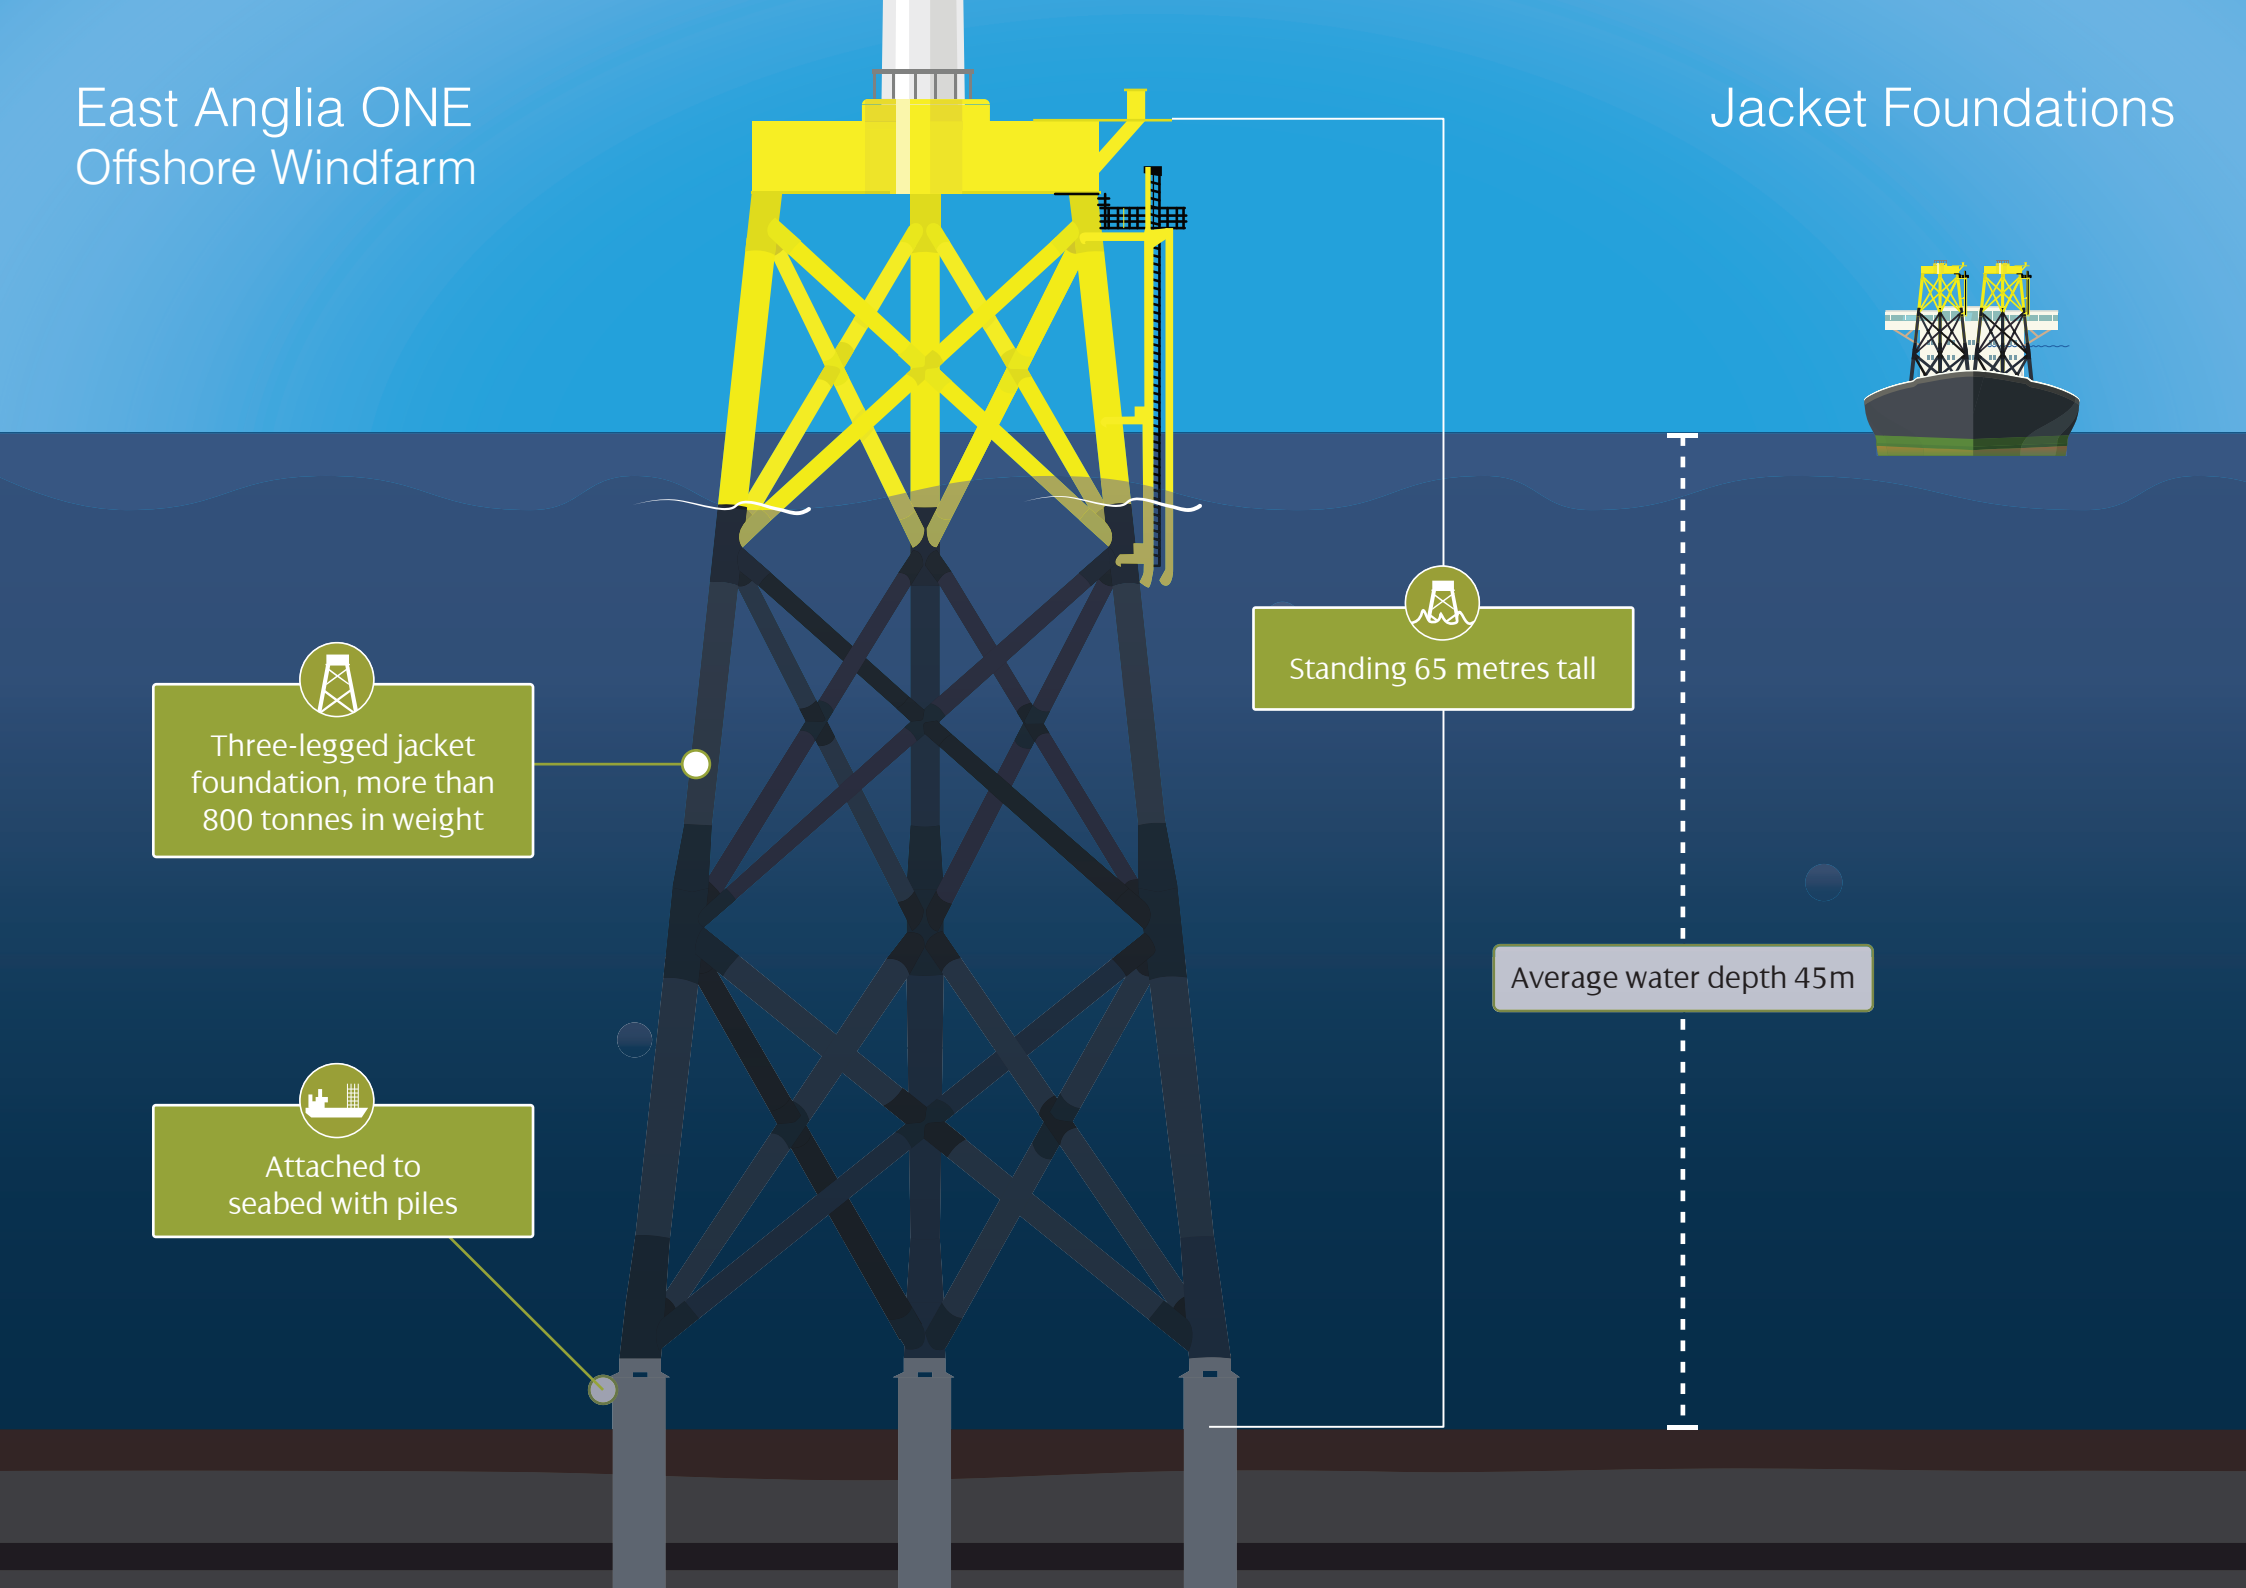 East Anglia ONE
Offshore Windfarm
Jacket Foundations
Standing 65 metres tall
Three-legged jacket
foundation, more than
800 tonnes in weight
Average water depth 45m
Attached to
seabed with piles